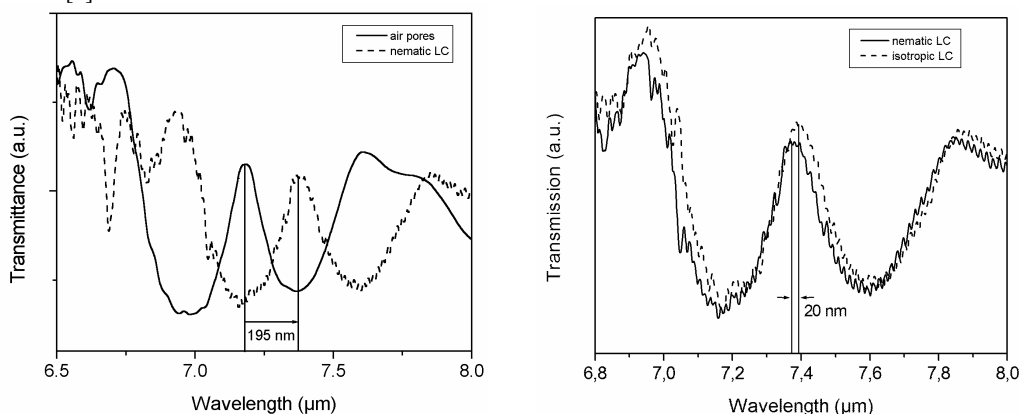 air pores
nematic LC
Transmittance (a.u.)
195 nm
6.5 7.0 7.5 8.0
Wavelength (μm)
nematic LC
isotropic LC
Transmission (a.u.)
20 nm
6,8 7,0 7,2 7,4 7,6 7,8 8,0
Wavelength (μm)